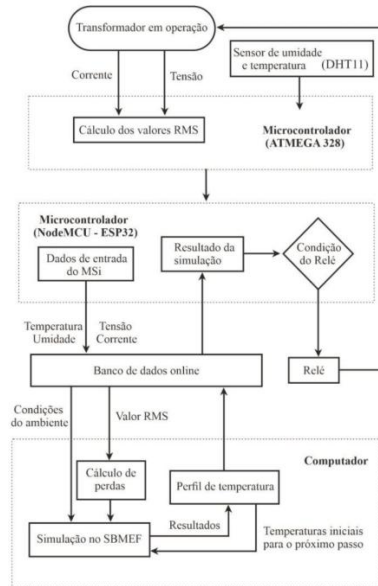 Transformador em operação
Sensor de umidade
e temperatura (DHT11)
Corrente
Tensão
Cálculo dos valores RMS
Microcontrolador
(ATMEGA 328)
Microcontrolador
(NodeMCU - ESP32)
Dados de entrada
do MSi
Resultado da
simulação
Condição
do Relé
Temperatura
Umidade
Tensão
Corrente
Relé
Banco de dados online
Condições
do ambiente
Valor RMS
Computador
Cálculo de
perdas
Perfil de temperatura
Simulação no SBMEF
Resultados
Temperaturas iniciais
para o próximo passo